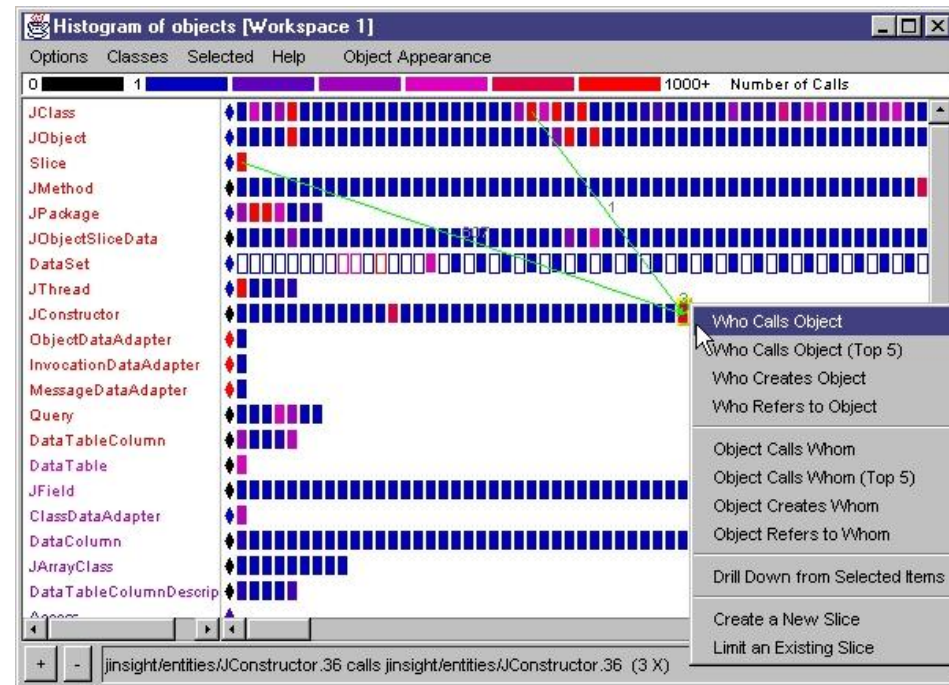 Histogram of objects [Workspace 1]
Options Classes Selected Help Object Appearance
0 1 1000+ Number of Calls
JClass
JObject
Slice
JMethod
JPackage
JObjectSliceData
DataSet
JThread
JConstructor
ObjectDataAdapter
InvocationDataAdapter
MessageDataAdapter
Query
DataTableColumn
DataTable
JField
ClassDataAdapter
DataColumn
JArrayClass
DataTableColumnDescrip
1
3
Who Calls Object
Who Calls Object (Top 5)
Who Creates Object
Who Refers to Object
Object Calls Whom
Object Calls Whom (Top 5)
Object Creates Whom
Object Refers to Whom
Drill Down from Selected Items
Create a New Slice
Limit an Existing Slice
+ - jinsight/entities/JConstructor.36 calls jinsight/entities/JConstructor.36 (3 X)